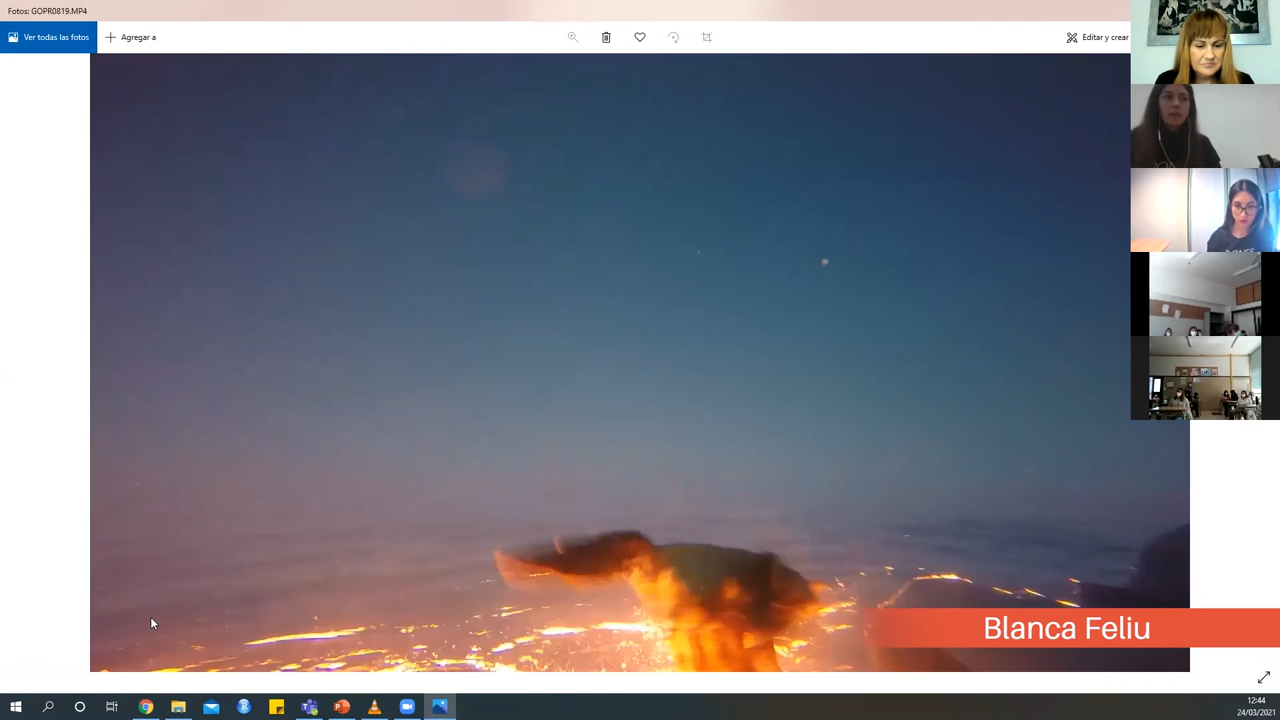 Fotos: GOPR0819.MP4
Ver todas las fotos
Agregar a
Editar y crear
Blanca Feliu
12:44
24/03/2021